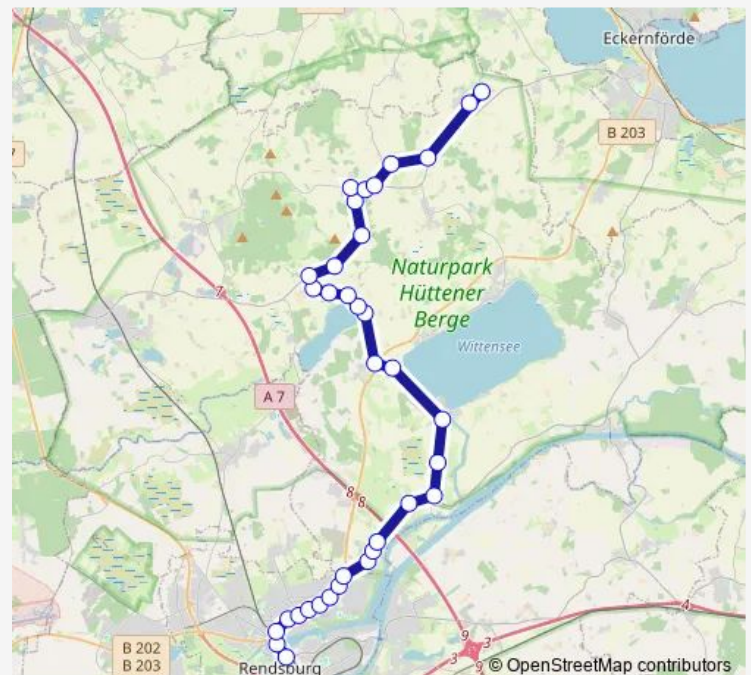 Eckernförde
B 203
7
7
Naturpark
Hüttener
Berge
Wittensee
A 7
8
8
4
9
3
3
9
B 202
B 203
Rendsburg
© OpenStreetMap contributors